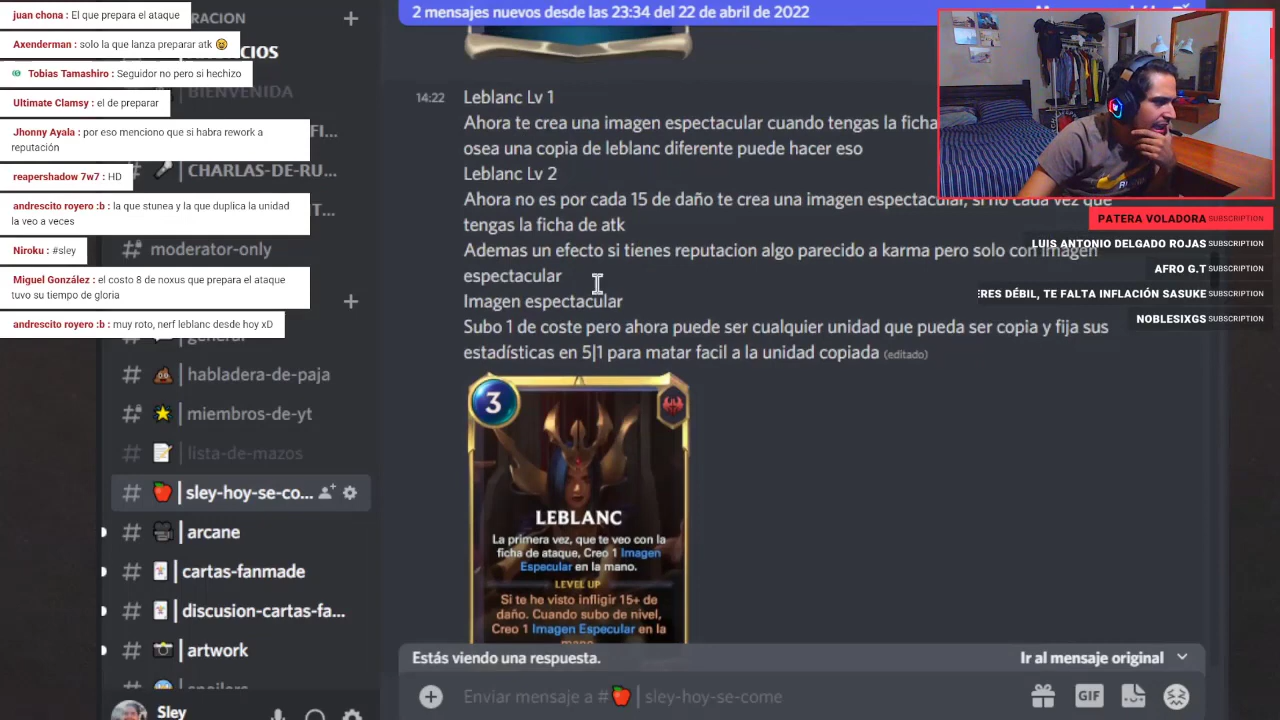 juan chona : El que prepara el ataque
Axenderman : solo la que lanza preparar atk
Tobias Tamashiro : Seguidor no pero si hechizo
Ultimate Clamsy : el de preparar
Jhonny Ayala : por eso menciono que si habra rework a
reputación
reapershadow 7w7 : HD
andrescito royero :b : la que stunea y la que duplica la unidad
la veo a veces
Niroku : #sley
Miguel González : el costo 8 de noxus que prepara el ataque
tuvo su tiempo de gloria
andrescito royero :b : muy roto, nerf leblanc desde hoy xD
BIENVENIDA
CHARLAS-DE-RU...
moderator-only
general
habladera-de-paja
miembros-de-yt
lista-de-mazos
sley-hoy-se-co...
arcane
cartas-fanmade
discusion-cartas-fa...
artwork
spoilers
Sley
2 mensajes nuevos desde las 23:34 del 22 de abril de 2022
14:22
Leblanc Lv 1
Ahora te crea una imagen espectacular cuando tengas la ficha
osea una copia de leblanc diferente puede hacer eso
Leblanc Lv 2
Ahora no es por cada 15 de daño te crea una imagen espectacular, si no cada vez que
tengas la ficha de atk
Ademas un efecto si tienes reputacion algo parecido a karma pero solo con imagen
espectacular
Imagen espectacular
Subo 1 de coste pero ahora puede ser cualquier unidad que pueda ser copia y fija sus
estadísticas en 5|1 para matar facil a la unidad copiada (editado)
3
LEBLANC
La primera vez, que te veo con la
ficha de ataque, Creo 1 Imagen
Especular en la mano.
LEVEL UP
Si te he visto infligir 15+ de
daño. Cuando subo de nivel,
Creo 1 Imagen Especular en la
mano.
Estás viendo una respuesta.
Ir al mensaje original
Enviar mensaje a # sley-hoy-se-come
GIF
PATERA VOLADORA SUBSCRIPTION
LUIS ANTONIO DELGADO ROJAS SUBSCRIPTION
AFRO G.T SUBSCRIPTION
ERES DÉBIL, TE FALTA INFLACIÓN SASUKE SUBSCRIPTION
NOBLESIXGS SUBSCRIPTION